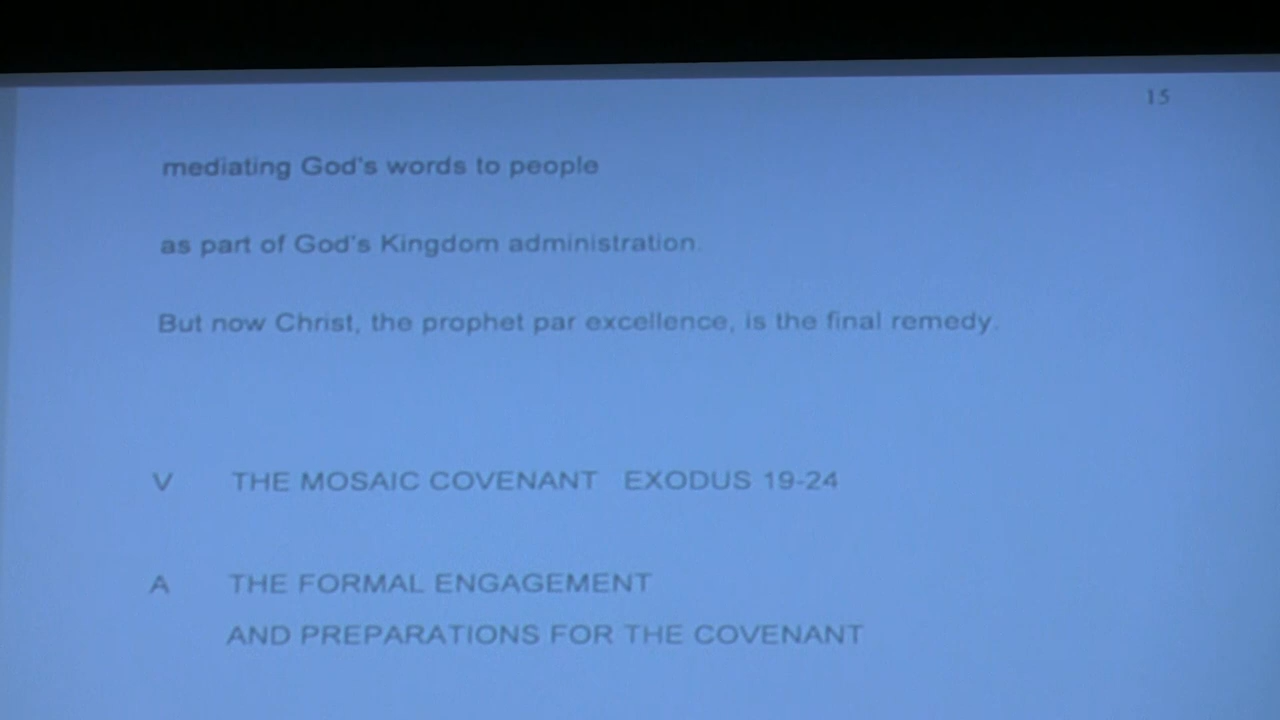 15
mediating God's words to people
as part of God's Kingdom administration.
But now Christ, the prophet par excellence, is the final remedy.
V THE MOSAIC COVENANT EXODUS 19-24
A THE FORMAL ENGAGEMENT
AND PREPARATIONS FOR THE COVENANT